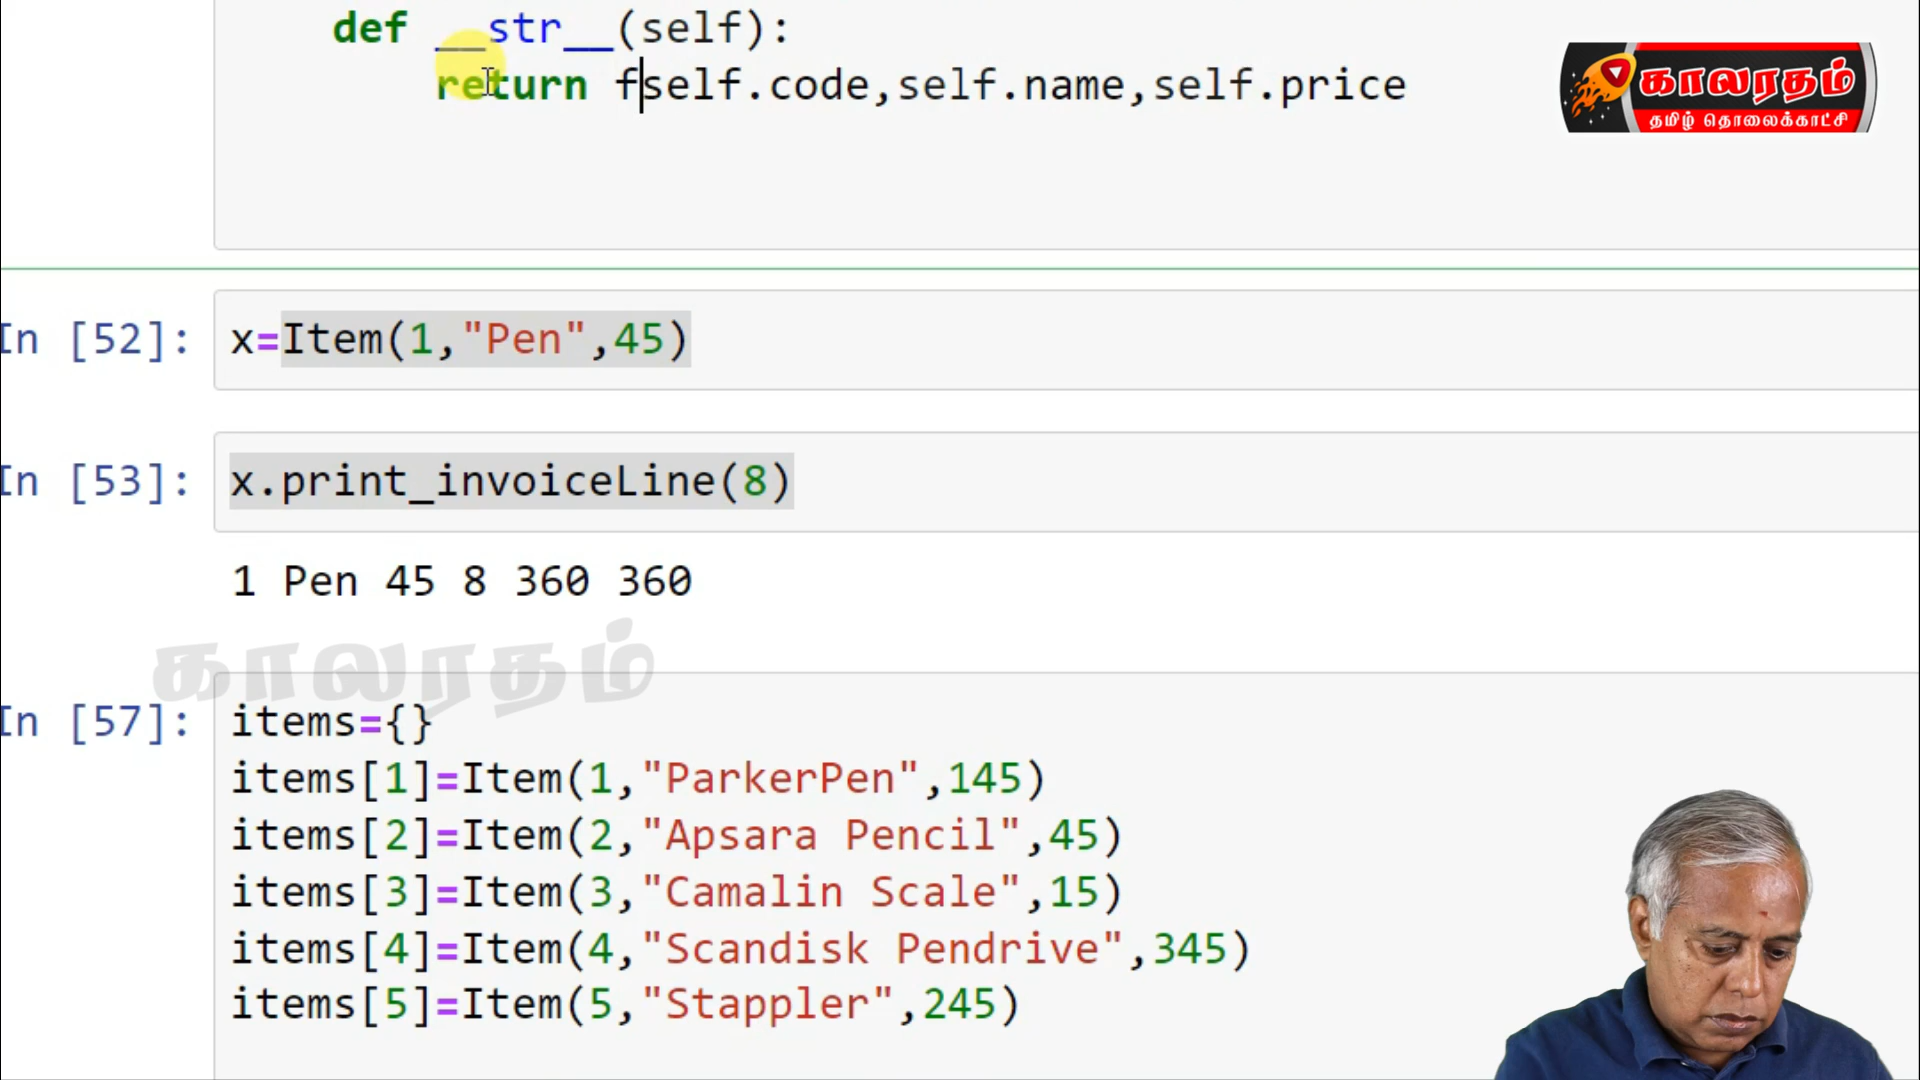 def __str__(self):
return fself.code,self.name,self.price
காலரதம்
தமிழ் தொலைக்காட்சி
In [52]: x=Item(1,"Pen",45)
In [53]: x.print_invoiceLine(8)
1 Pen 45 8 360 360
காலரதம்
In [57]: items={}
items[1]=Item(1,"ParkerPen",145)
items[2]=Item(2,"Apsara Pencil",45)
items[3]=Item(3,"Camalin Scale",15)
items[4]=Item(4,"Scandisk Pendrive",345)
items[5]=Item(5,"Stappler",245)